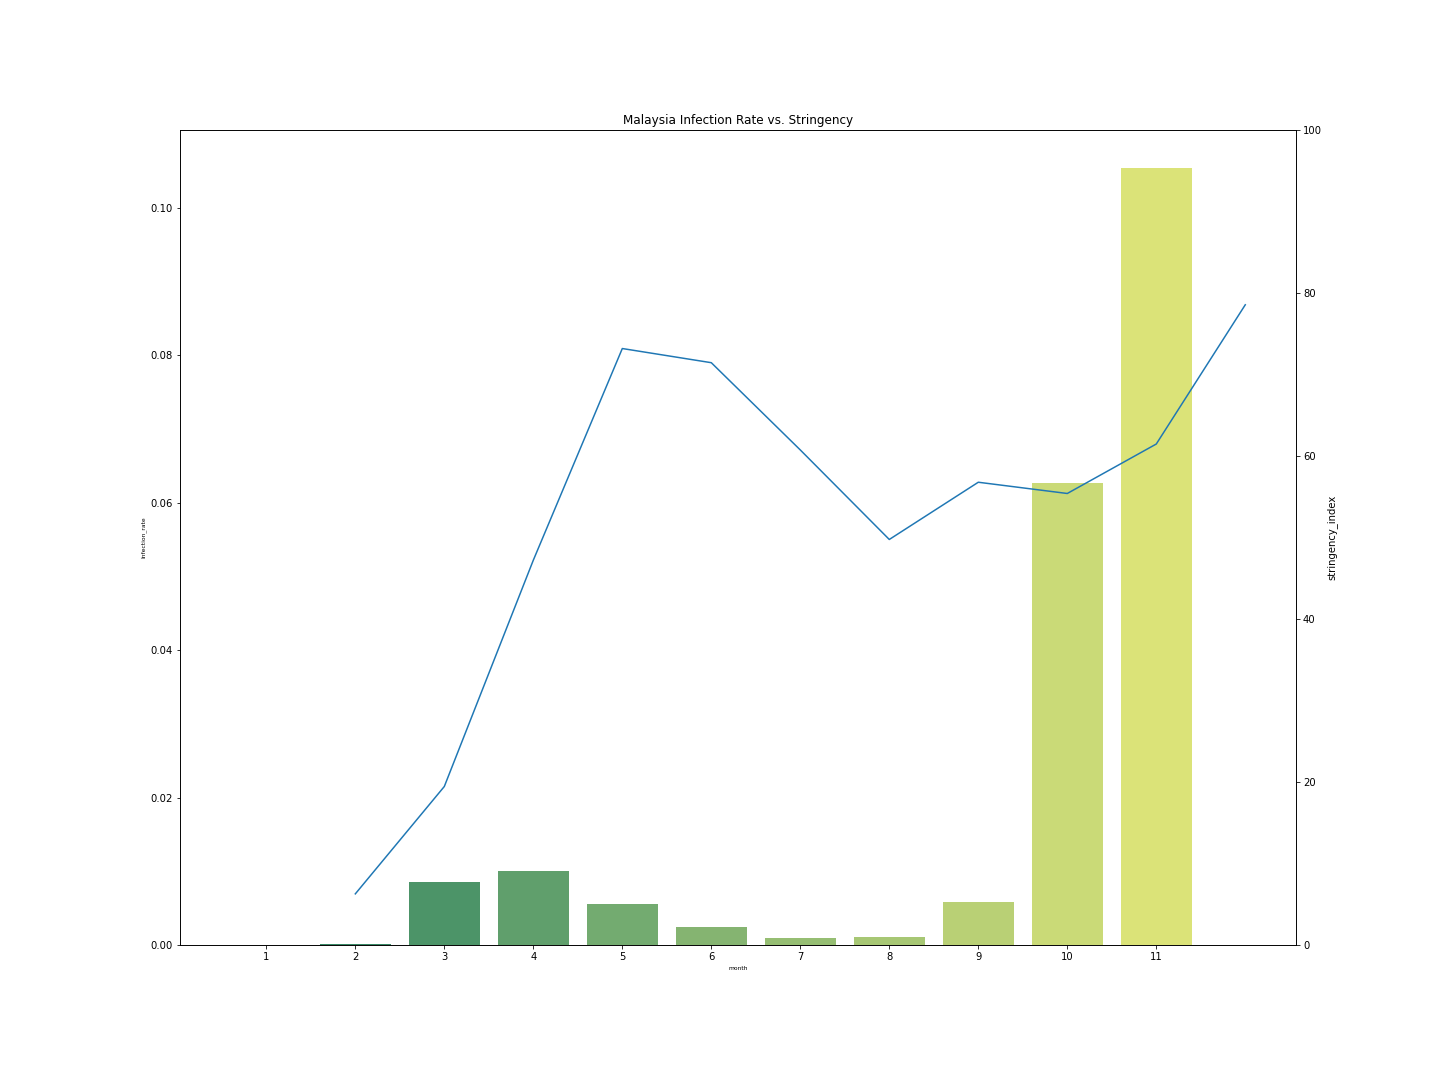 Malaysia Infection Rate vs. Stringency
0.10
0.08
0.06
0.04
0.02
0.00
Infection_rate
100
80
60
40
20
0
stringency_index
1 2 3 4 5 6 7 8 9 10 11
month